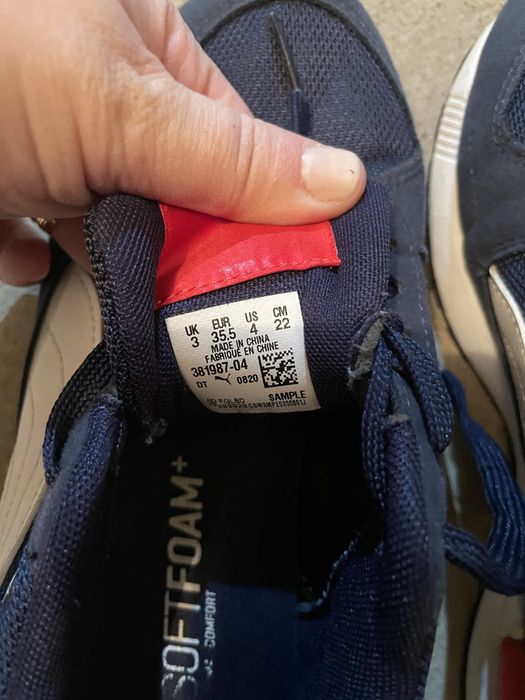 UK EUR US CM
3 35.5 4 22
MADE IN CHINA
FABRIQUÉ EN CHINE
381987-04
DT 0820
SAMPLE
SOFTFOAM+
COMFORT